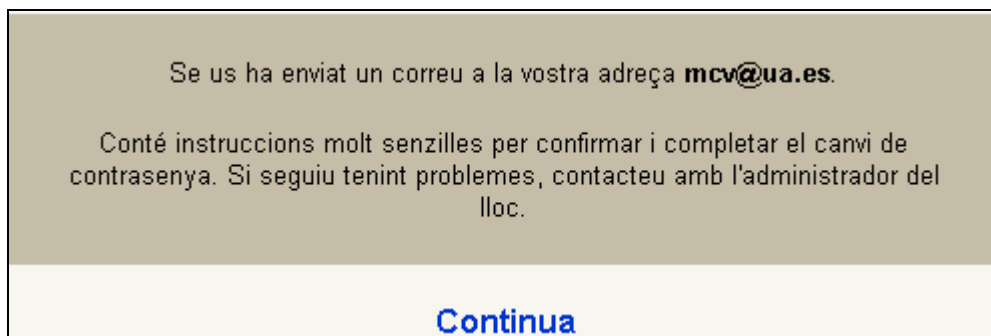 Se us ha enviat un correu a la vostra adreça mcv@ua.es.
Conté instruccions molt senzilles per confirmar i completar el canvi de
contrasenya. Si seguiu tenint problemes, contacteu amb l'administrador del
lloc.
Continua